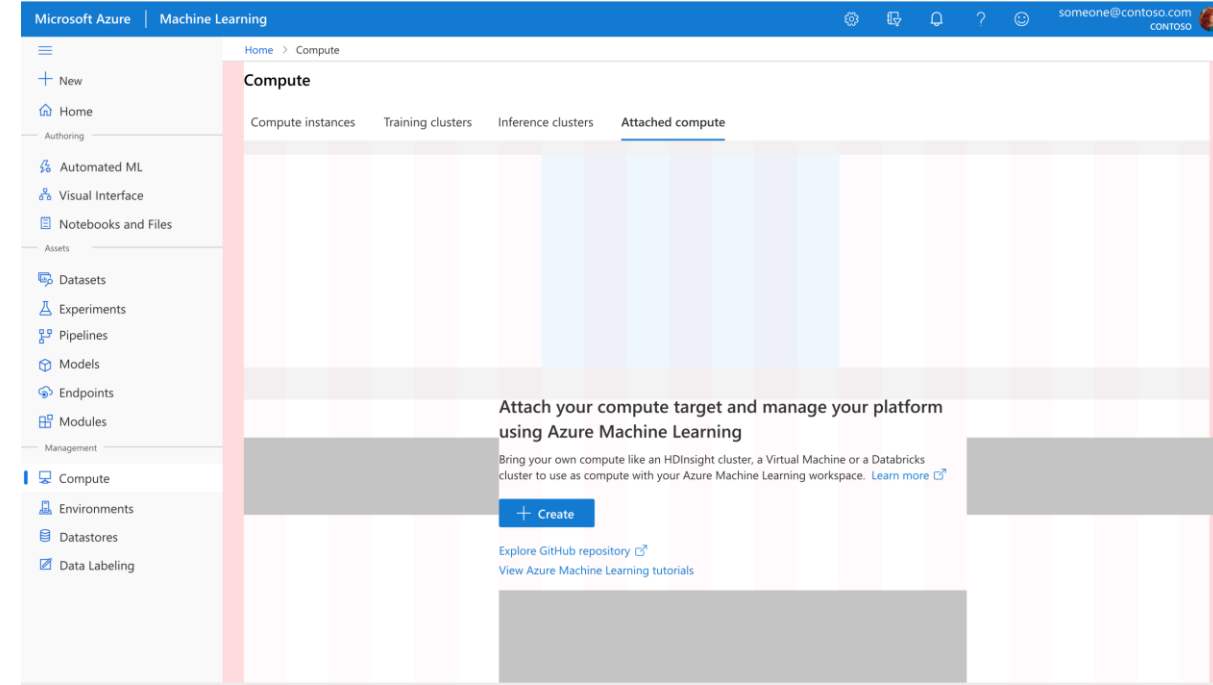 Microsoft Azure | Machine Learning
someone@contoso.com
CONTOSO
Home > Compute
New
Home
Authoring
Automated ML
Visual Interface
Notebooks and Files
Assets
Datasets
Experiments
Pipelines
Models
Endpoints
Modules
Management
Compute
Environments
Datastores
Data Labeling
Compute
Compute instances Training clusters Inference clusters Attached compute
Attach your compute target and manage your platform
using Azure Machine Learning
Bring your own compute like an HDInsight cluster, a Virtual Machine or a Databricks
cluster to use as compute with your Azure Machine Learning workspace. Learn more
+ Create
Explore GitHub repository
View Azure Machine Learning tutorials